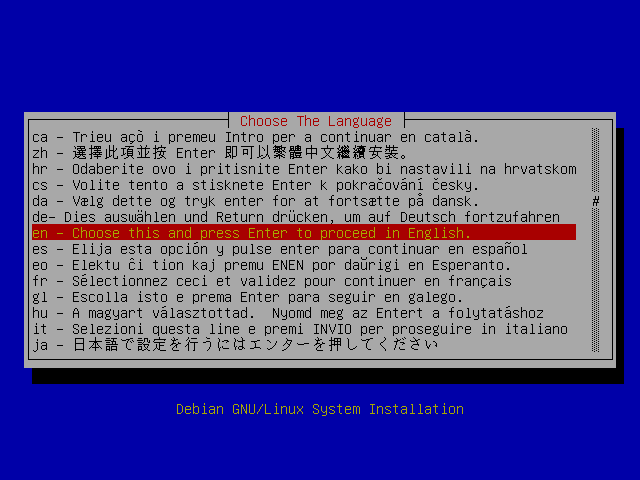 Choose The Language
ca - Trieu açò i premeu Intro per a continuar en català.
zh - 選擇此項並按 Enter 即可以繁體中文繼續安裝。
hr - Odaberite ovo i pritisnite Enter kako bi nastavili na hrvatskom
cs - Volite tento a stisknete Enter k pokračování česky.
da - Vælg dette og tryk enter for at fortsætte på dansk.
de- Dies auswählen und Return drücken, um auf Deutsch fortzufahren
en - Choose this and press Enter to proceed in English.
es - Elija esta opción y pulse enter para continuar en español
eo - Elektu ĉi tion kaj premu ENEN por daŭrigi en Esperanto.
fr - Sélectionnez ceci et validez pour continuer en français
gl - Escolla isto e prema Enter para seguir en galego.
hu - A magyart választottad.  Nyomd meg az Entert a folytatáshoz
it - Selezioni questa line e premi INVIO per proseguire in italiano
ja - 日本語で設定を行うにはエンターを押してください
Debian GNU/Linux System Installation